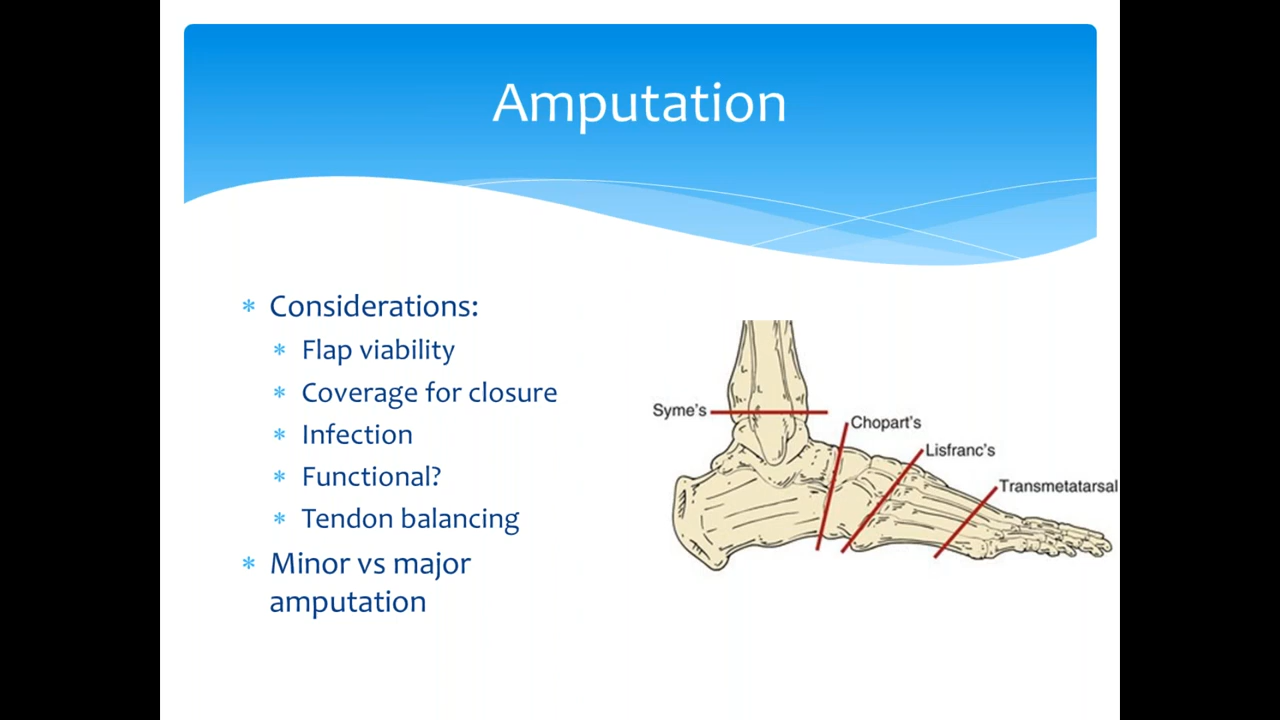 Amputation
* Considerations:
* Flap viability
* Coverage for closure
* Infection
* Functional?
* Tendon balancing
* Minor vs major
amputation
Syme's
Chopart's
Lisfranc's
Transmetatarsal